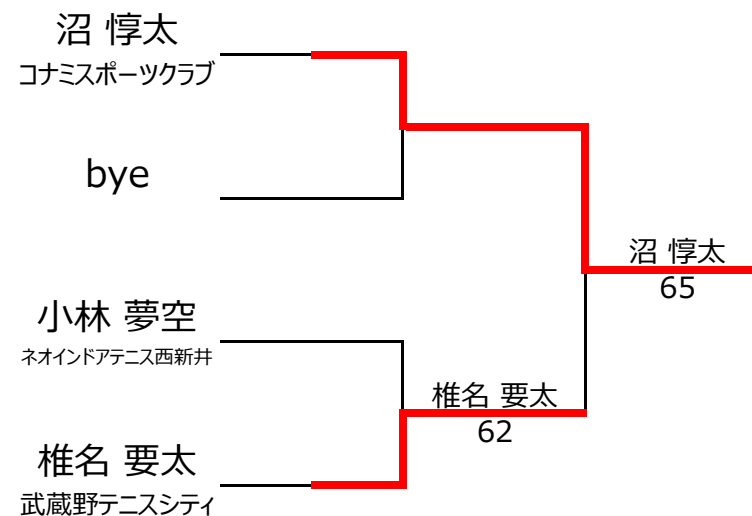 沼 惇太
コナミスポーツクラブ
bye
沼 惇太
65
小林 夢空
ネオインドアテニス西新井
椎名 要太
62
椎名 要太
武蔵野テニスシティ